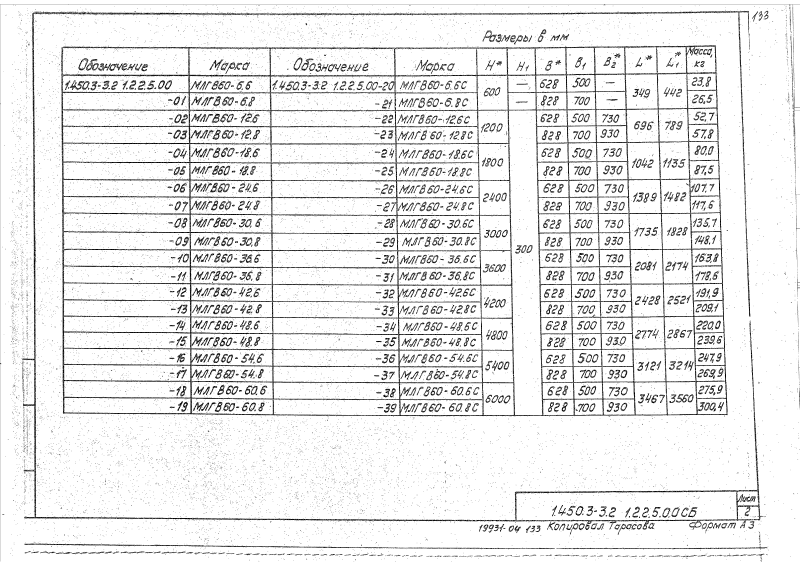 133
Размеры в мм
Обозначение Марка Обозначение Марка H* H₁ B* B₁ B₂* L* L₁* Масса, кг
1.450.3-3.2 1.2.2.5.00 МЛГВ60-6.6 1.450.3-3.2 1.2.2.5.00-20 МЛГВ60-6.6С 600 — 628 500 — 349 442 23,8
-01 МЛГВ60-6.8 -21 МЛГВ60-6.8С — 828 700 — 26,5
-02 МЛГВ60-12.6 -22 МЛГВ60-12.6С 1200 300 628 500 730 696 789 52,7
-03 МЛГВ60-12.8 -23 МЛГВ60-12.8С 828 700 930 57,8
-04 МЛГВ60-18.6 -24 МЛГВ60-18.6С 1800 628 500 730 1042 1135 80,0
-05 МЛГВ60-18.8 -25 МЛГВ60-18.8С 828 700 930 87,5
-06 МЛГВ60-24.6 -26 МЛГВ60-24.6С 2400 628 500 730 1389 1482 107,7
-07 МЛГВ60-24.8 -27 МЛГВ60-24.8С 828 700 930 117,6
-08 МЛГВ60-30.6 -28 МЛГВ60-30.6С 3000 628 500 730 1735 1828 135,7
-09 МЛГВ60-30.8 -29 МЛГВ60-30.8С 828 700 930 148,1
-10 МЛГВ60-36.6 -30 МЛГВ60-36.6С 3600 628 500 730 2081 2174 163,8
-11 МЛГВ60-36.8 -31 МЛГВ60-36.8С 828 700 930 178,6
-12 МЛГВ60-42.6 -32 МЛГВ60-42.6С 4200 628 500 730 2428 2521 191,9
-13 МЛГВ60-42.8 -33 МЛГВ60-42.8С 828 700 930 209,1
-14 МЛГВ60-48.6 -34 МЛГВ60-48.6С 4800 628 500 730 2774 2867 220,0
-15 МЛГВ60-48.8 -35 МЛГВ60-48.8С 828 700 930 239,6
-16 МЛГВ60-54.6 -36 МЛГВ60-54.6С 5400 628 500 730 3121 3214 247,9
-17 МЛГВ60-54.8 -37 МЛГВ60-54.8С 828 700 930 269,9
-18 МЛГВ60-60.6 -38 МЛГВ60-60.6С 6000 628 500 730 3467 3560 275,9
-19 МЛГВ60-60.8 -39 МЛГВ60-60.8С 828 700 930 300,4
1.450.3-3.2 1.2.2.5.00СБ Лист 2
19931-04 133 Копировал Тарасова Формат А3